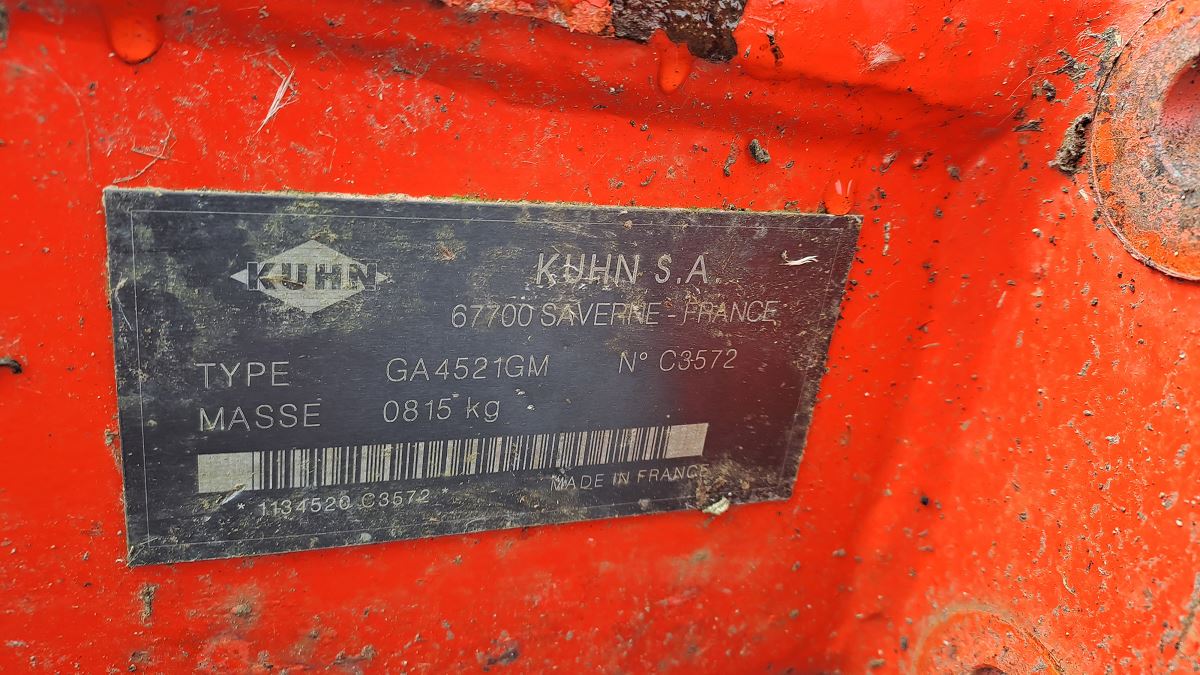 KUHN
KUHN S.A.
67700 SAVERNE - FRANCE
TYPE GA4521GM N° C3572
MASSE 0815 kg
MADE IN FRANCE
* 1134520 C3572 *